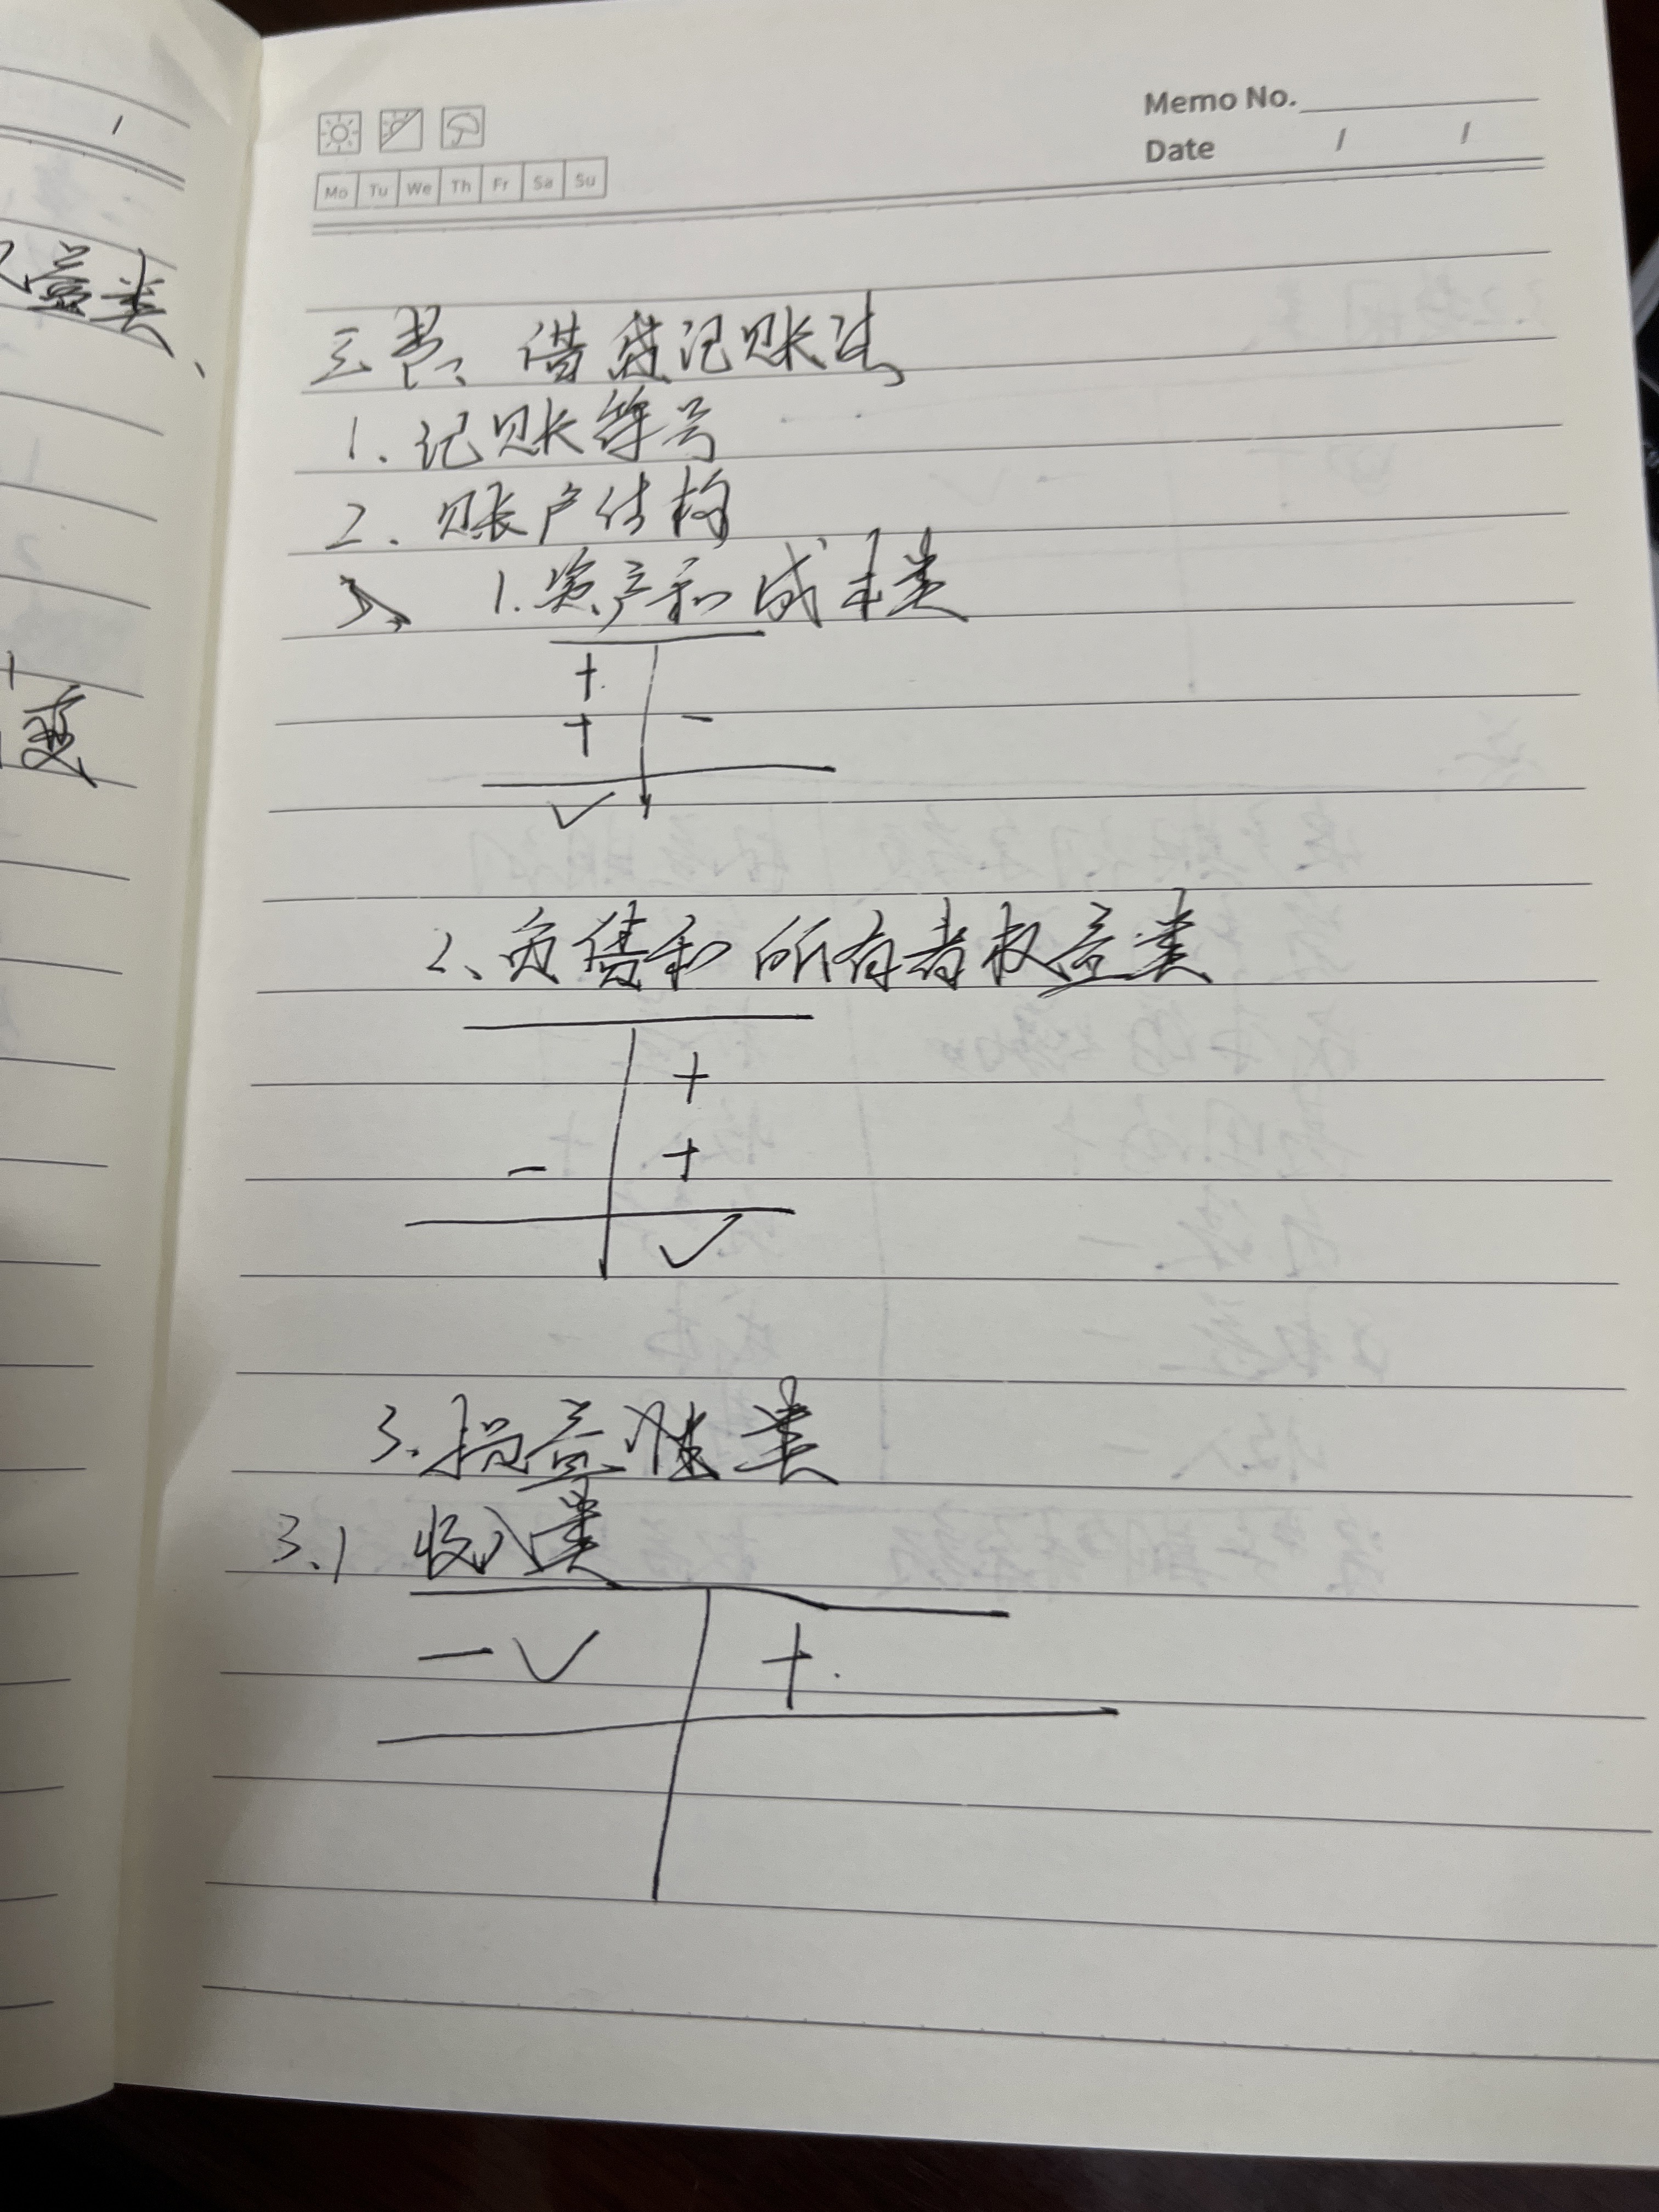 益类、
变
Memo No.
Date / /
Mo Tu We Th Fr Sa Su
三、借贷记账法
1.记账符号
2.账户结构
1.资产和成本类
+
+ -
✓
2、负债和所有者权益类
+
- +
✓
3.损益性类
3.1 收入类
- ✓ +